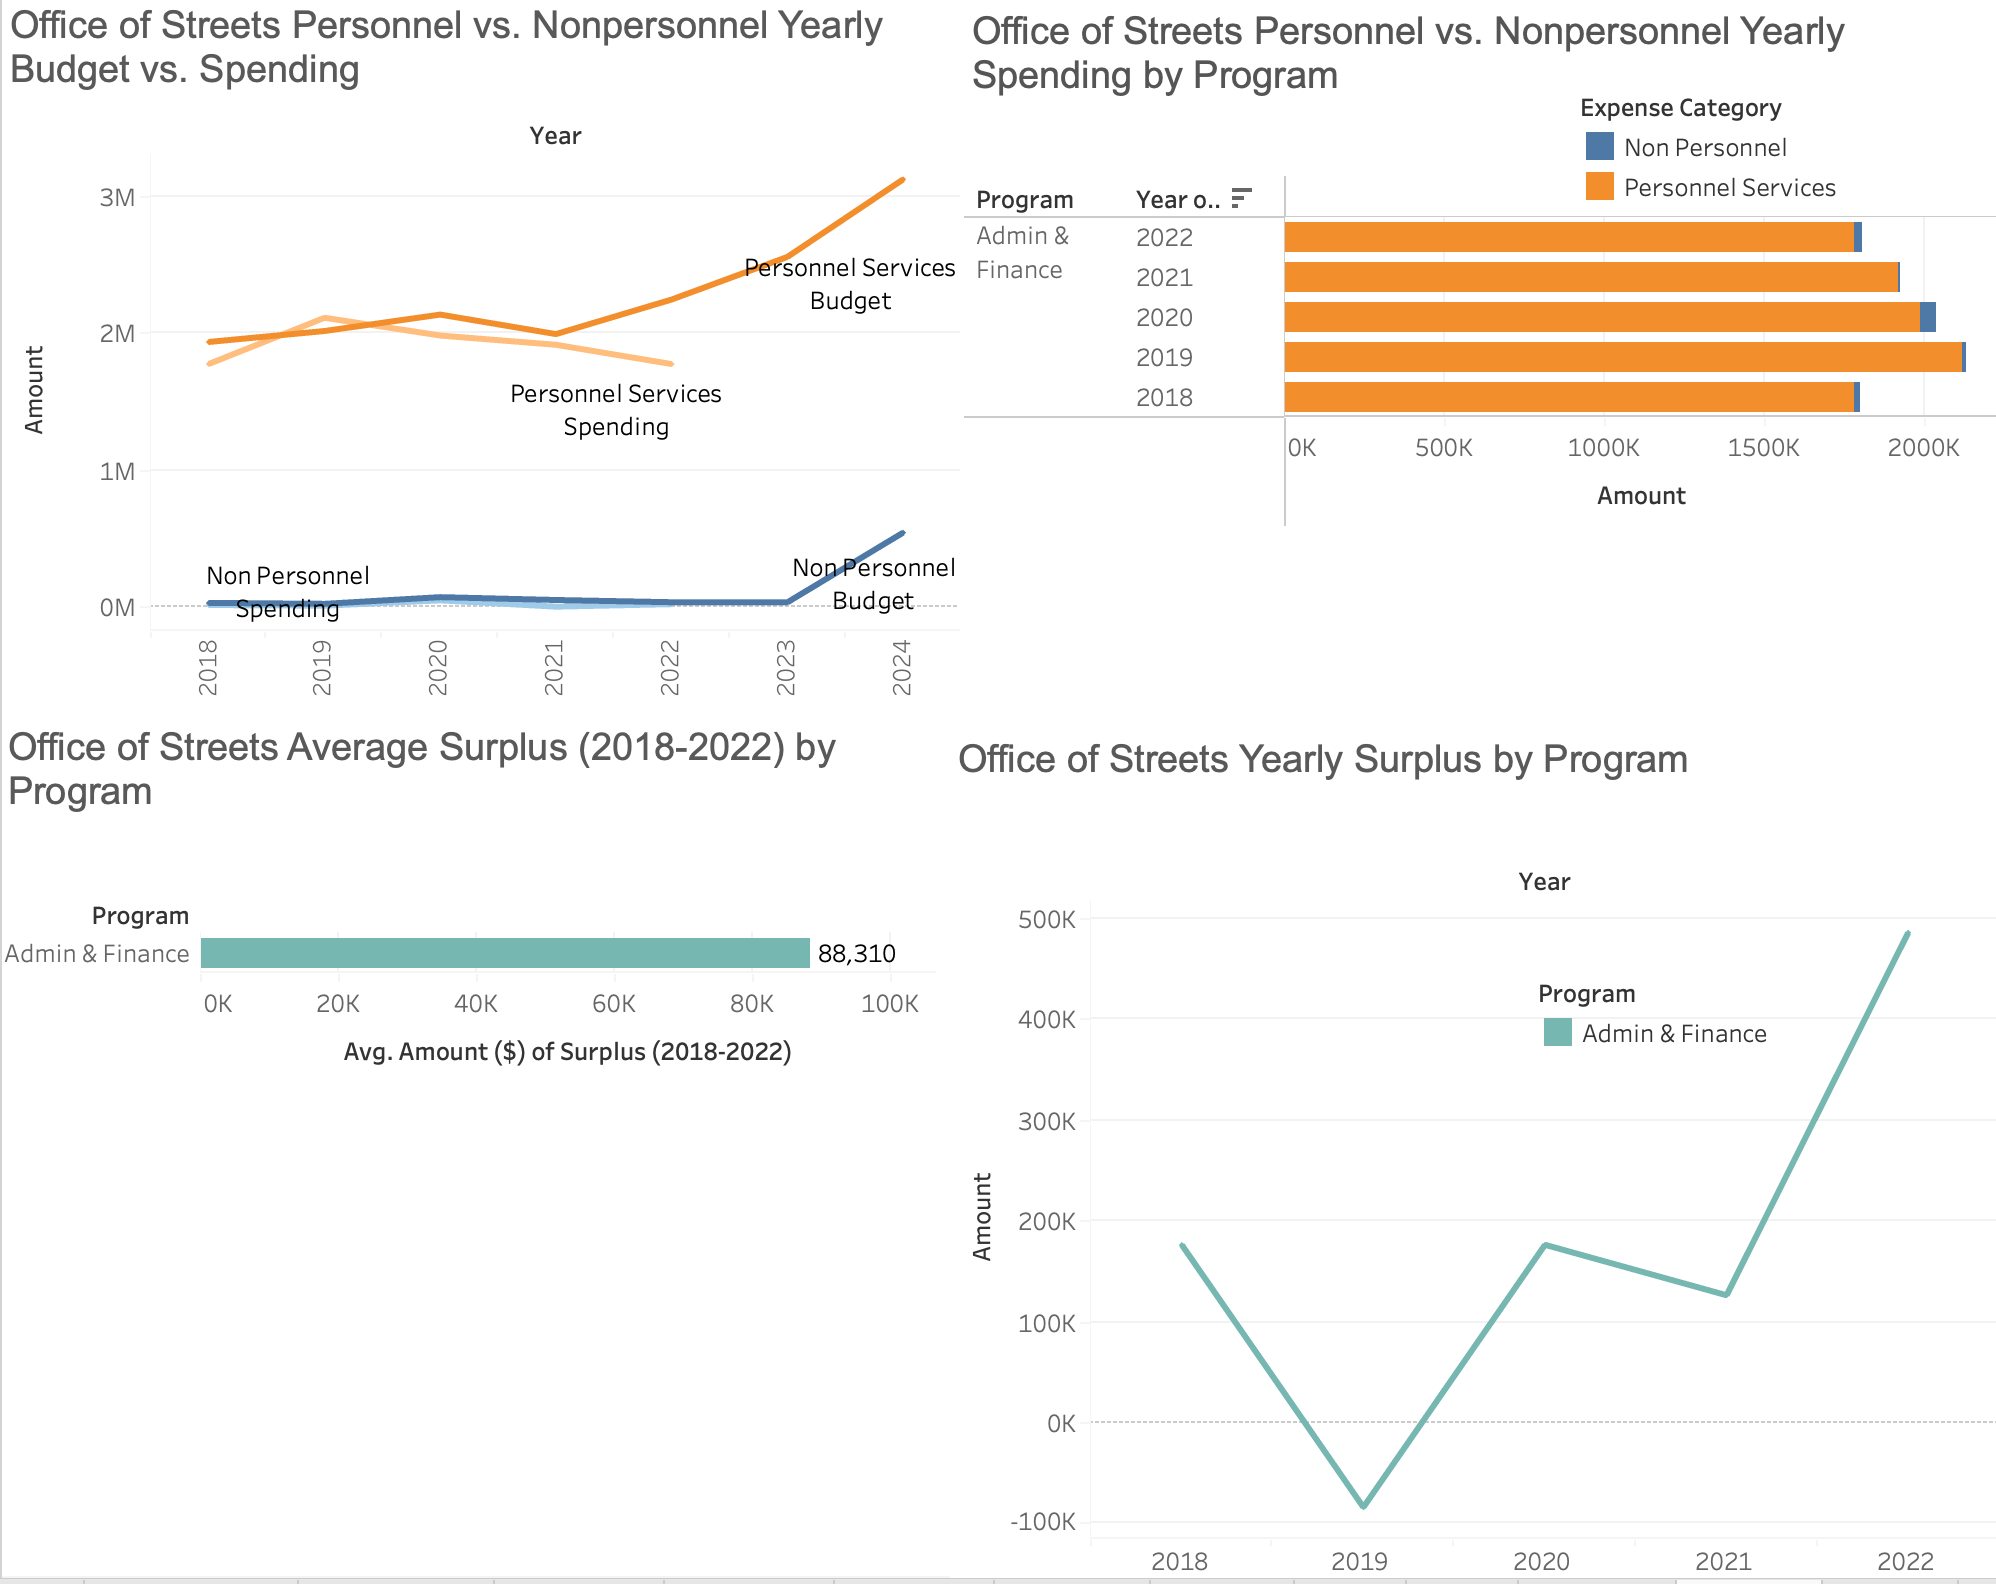 Office of Streets Personnel vs. Nonpersonnel Yearly
Budget vs. Spending
Year
3M
2M
1M
0M
Amount
Personnel Services
Budget
Personnel Services
Spending
Non Personnel
Spending
Non Personnel
Budget
2018
2019
2020
2021
2022
2023
2024
Office of Streets Personnel vs. Nonpersonnel Yearly
Spending by Program
Expense Category
Non Personnel
Personnel Services
Program
Year o..
Admin &
Finance
2022
2021
2020
2019
2018
0K
500K
1000K
1500K
2000K
Amount
Office of Streets Average Surplus (2018-2022) by
Program
Program
Admin & Finance
88,310
0K
20K
40K
60K
80K
100K
Avg. Amount ($) of Surplus (2018-2022)
Office of Streets Yearly Surplus by Program
Year
500K
400K
300K
200K
100K
0K
-100K
Amount
Program
Admin & Finance
2018
2019
2020
2021
2022